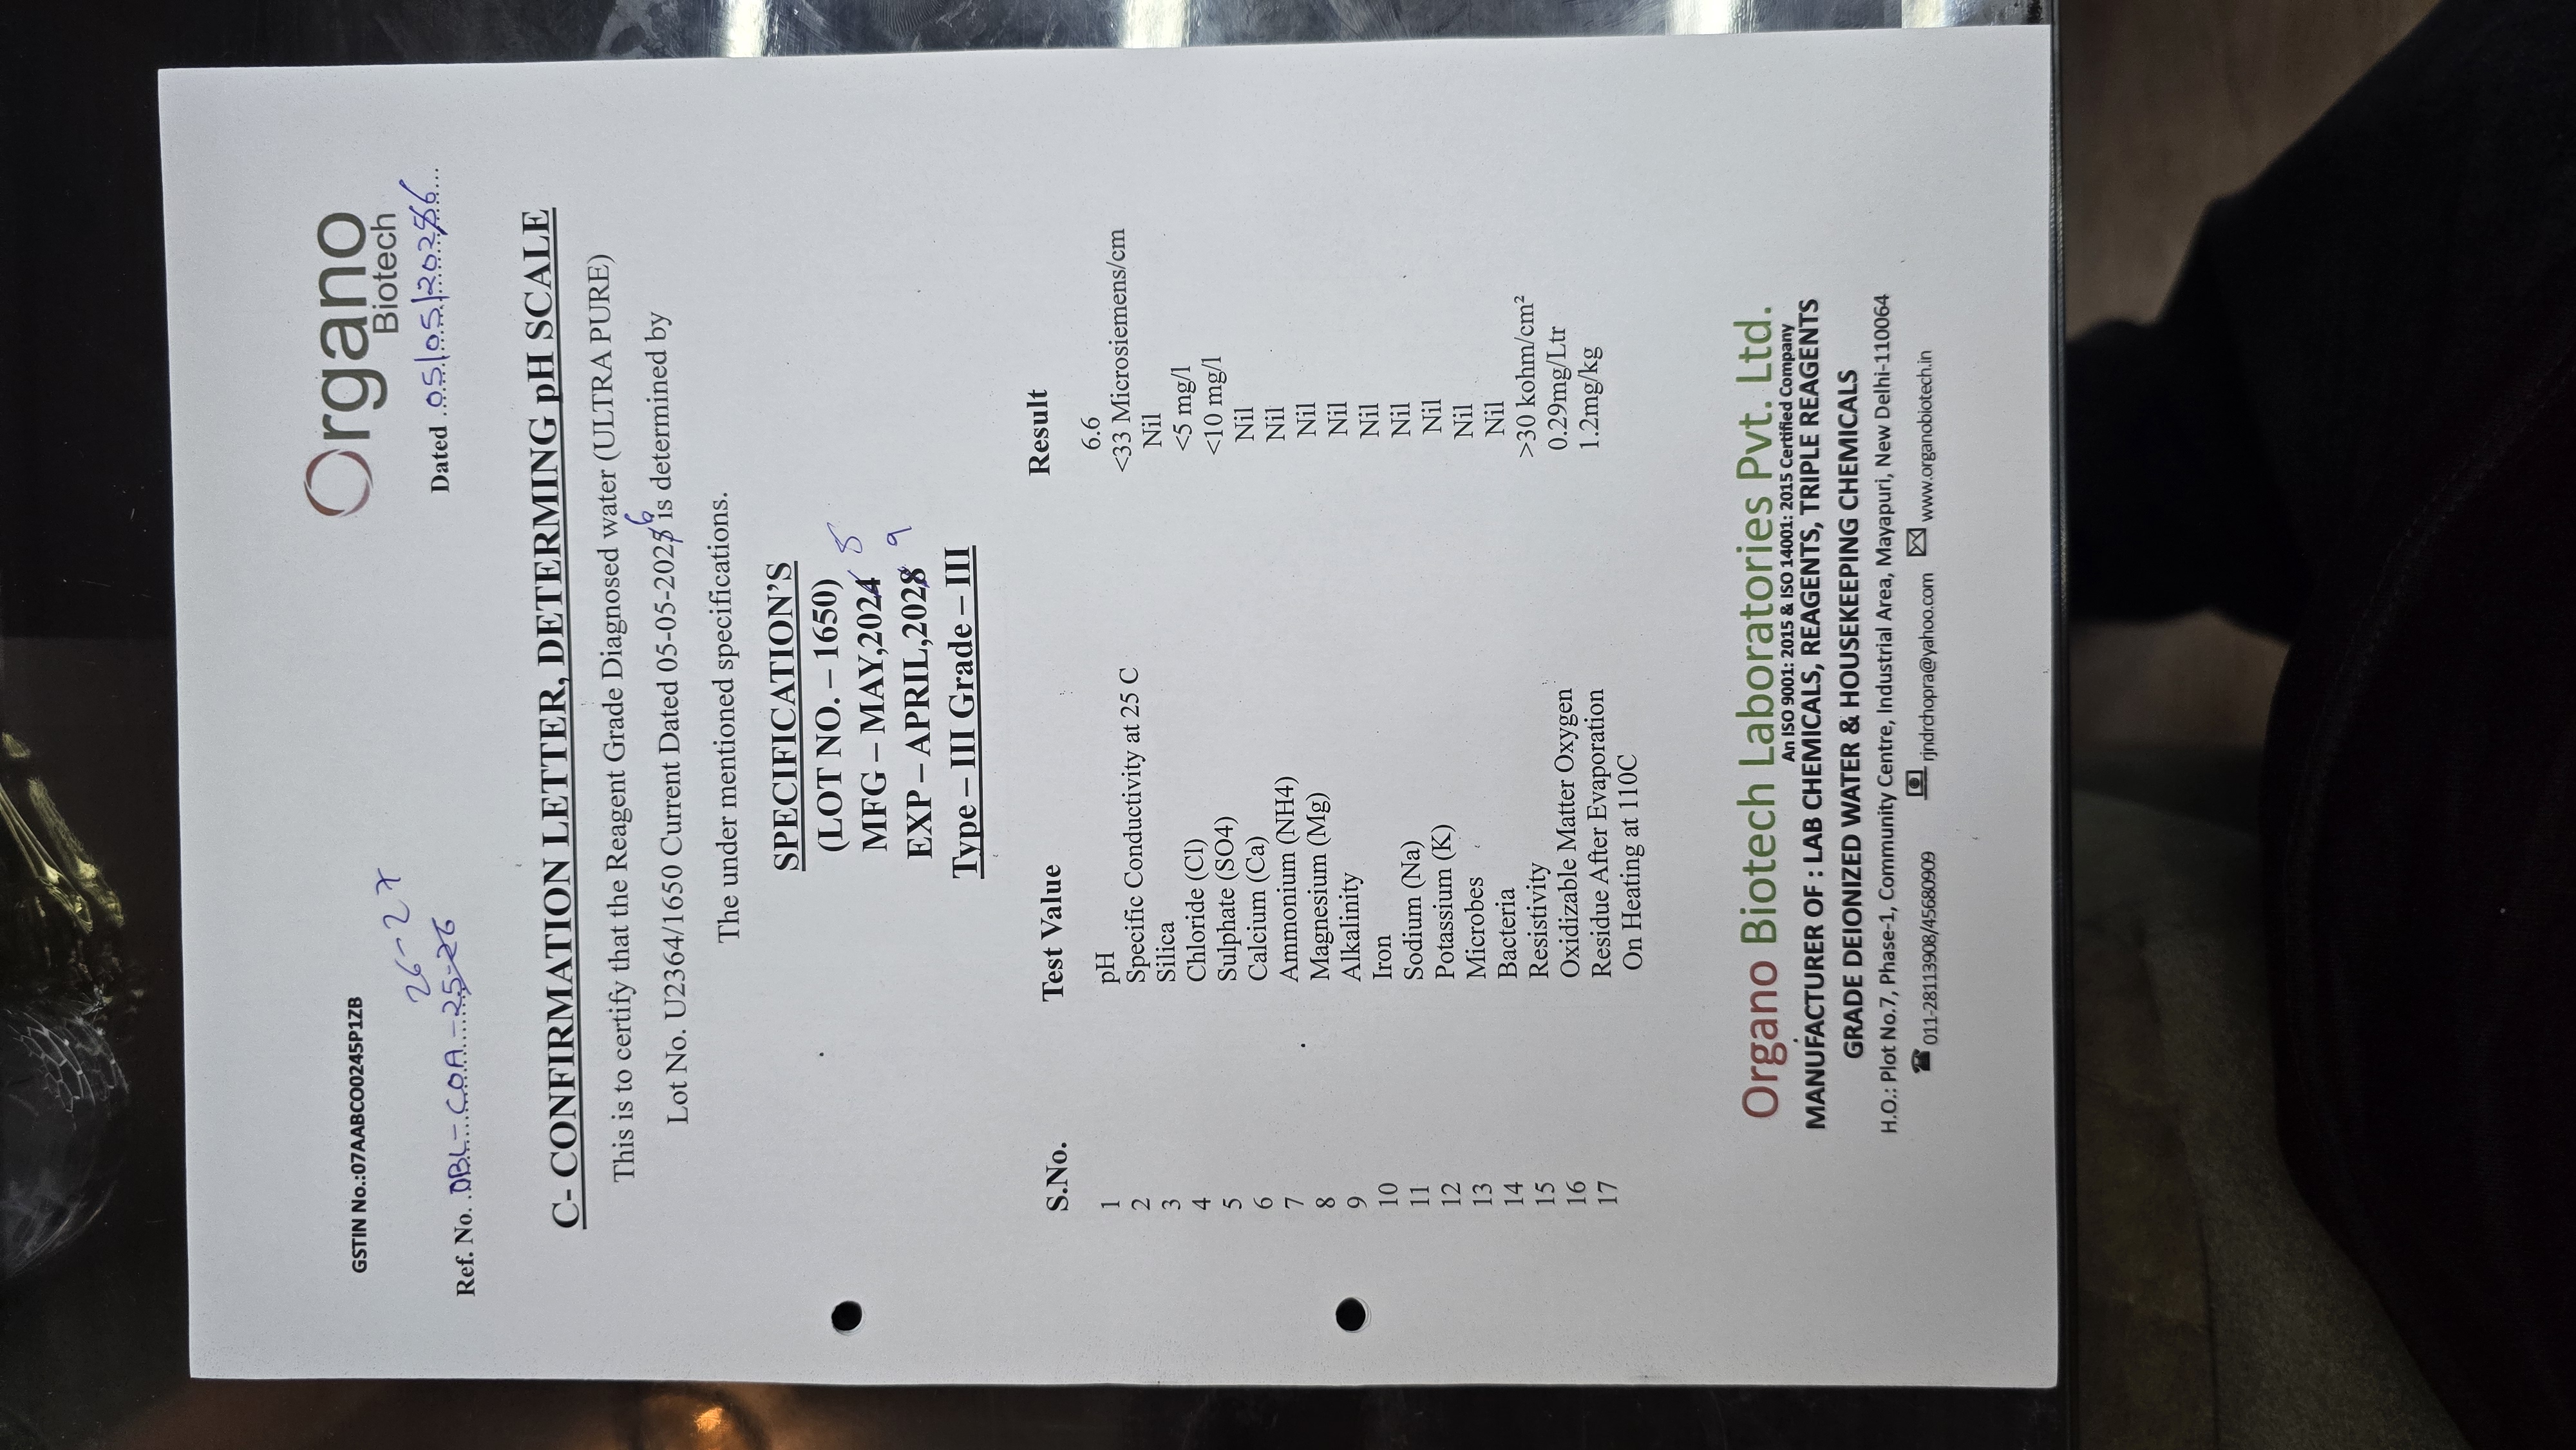 GSTIN No.:07AABCO0245P1ZB
Organo
Biotech
26-27
Ref. No. OBL-COA-25-26
Dated 05/05/20256
C- CONFIRMATION LETTER, DETERMING pH SCALE
This is to certify that the Reagent Grade Diagnosed water (ULTRA PURE)
6
Lot No. U2364/1650 Current Dated 05-05-2025 is determined by
The under mentioned specifications.
SPECIFICATION’S
(LOT NO. – 1650)
MFG – MAY,2024 5
EXP – APRIL,2028 9
Type – III Grade – III
S.No. Test Value Result
1 pH 6.6
2 Specific Conductivity at 25 C <33 Microsiemens/cm
3 Silica Nil
4 Chloride (Cl) <5 mg/l
5 Sulphate (SO4) <10 mg/l
6 Calcium (Ca) Nil
7 Ammonium (NH4) Nil
8 Magnesium (Mg) Nil
9 Alkalinity Nil
10 Iron Nil
11 Sodium (Na) Nil
12 Potassium (K) Nil
13 Microbes Nil
14 Bacteria Nil
15 Resistivity >30 kohm/cm²
16 Oxidizable Matter Oxygen 0.29mg/Ltr
17 Residue After Evaporation 1.2mg/kg
On Heating at 110C
Organo Biotech Laboratories Pvt. Ltd.
An ISO 9001: 2015 & ISO 14001: 2015 Certified Company
MANUFACTURER OF : LAB CHEMICALS, REAGENTS, TRIPLE REAGENTS
GRADE DEIONIZED WATER & HOUSEKEEPING CHEMICALS
H.O.: Plot No.7, Phase-1, Community Centre, Industrial Area, Mayapuri, New Delhi-110064
011-28113908/45680909 rjndrchopra@yahoo.com www.organobiotech.in